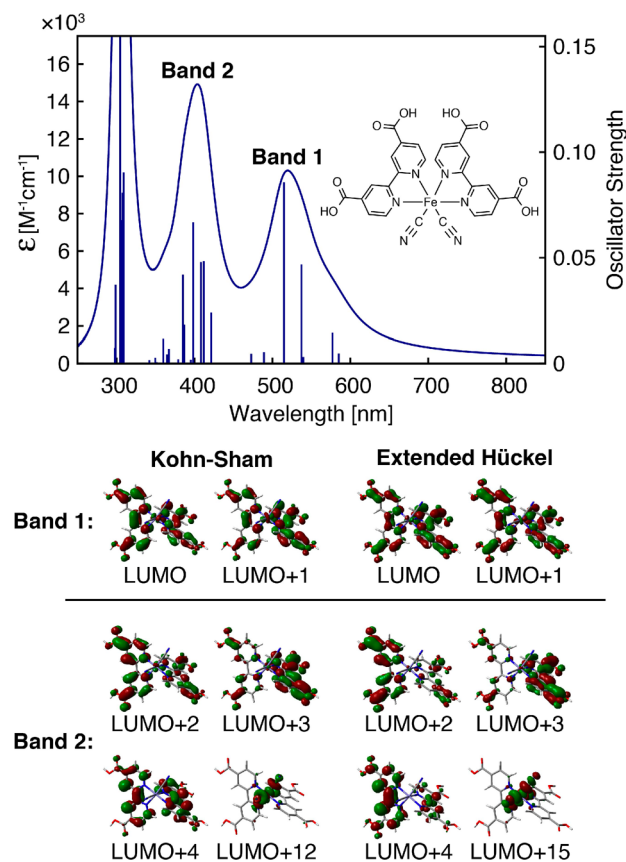 ×10³
16
14
12
10
8
6
4
2
0
ε [M⁻¹cm⁻¹]
Band 2
Band 1
0.15
0.10
0.05
0
Oscillator Strength
300 400 500 600 700 800
Wavelength [nm]
O OH
HO O
O
HO
O
OH
N N
N Fe N
C C
N N
Kohn-Sham Extended Hückel
Band 1:
LUMO LUMO+1 LUMO LUMO+1
Band 2:
LUMO+2 LUMO+3 LUMO+2 LUMO+3
LUMO+4 LUMO+12 LUMO+4 LUMO+15